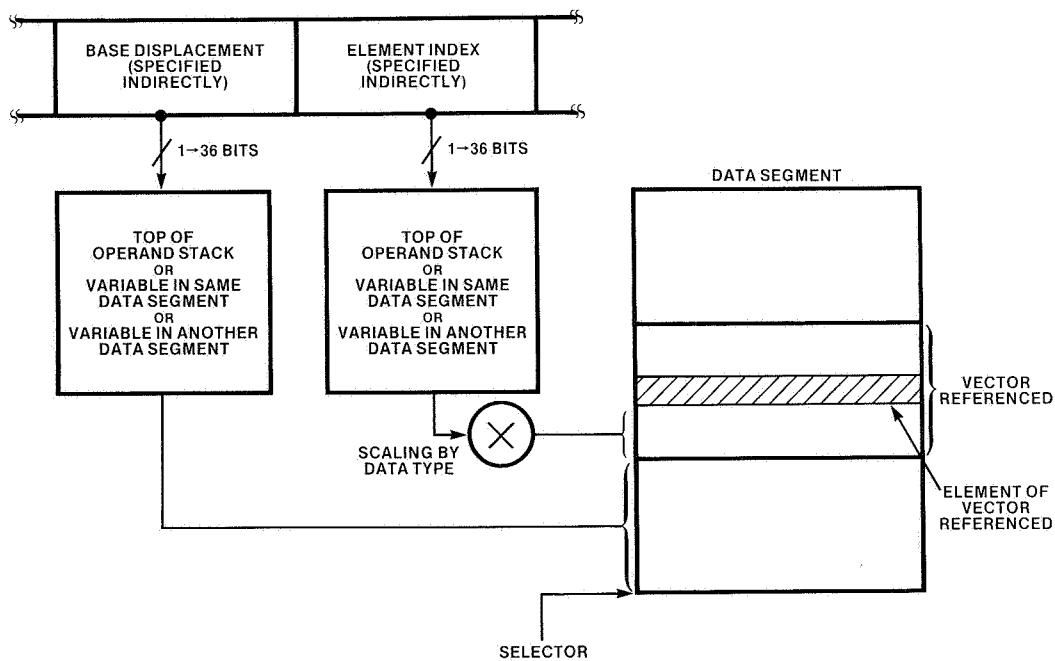 BASE DISPLACEMENT
(SPECIFIED
INDIRECTLY)
ELEMENT INDEX
(SPECIFIED
INDIRECTLY)
1→36 BITS
1→36 BITS
TOP OF
OPERAND STACK
OR
VARIABLE IN SAME
DATA SEGMENT
OR
VARIABLE IN ANOTHER
DATA SEGMENT
TOP OF
OPERAND STACK
OR
VARIABLE IN SAME
DATA SEGMENT
OR
VARIABLE IN ANOTHER
DATA SEGMENT
DATA SEGMENT
VECTOR
REFERENCED
SCALING BY
DATA TYPE
ELEMENT OF
VECTOR
REFERENCED
SELECTOR